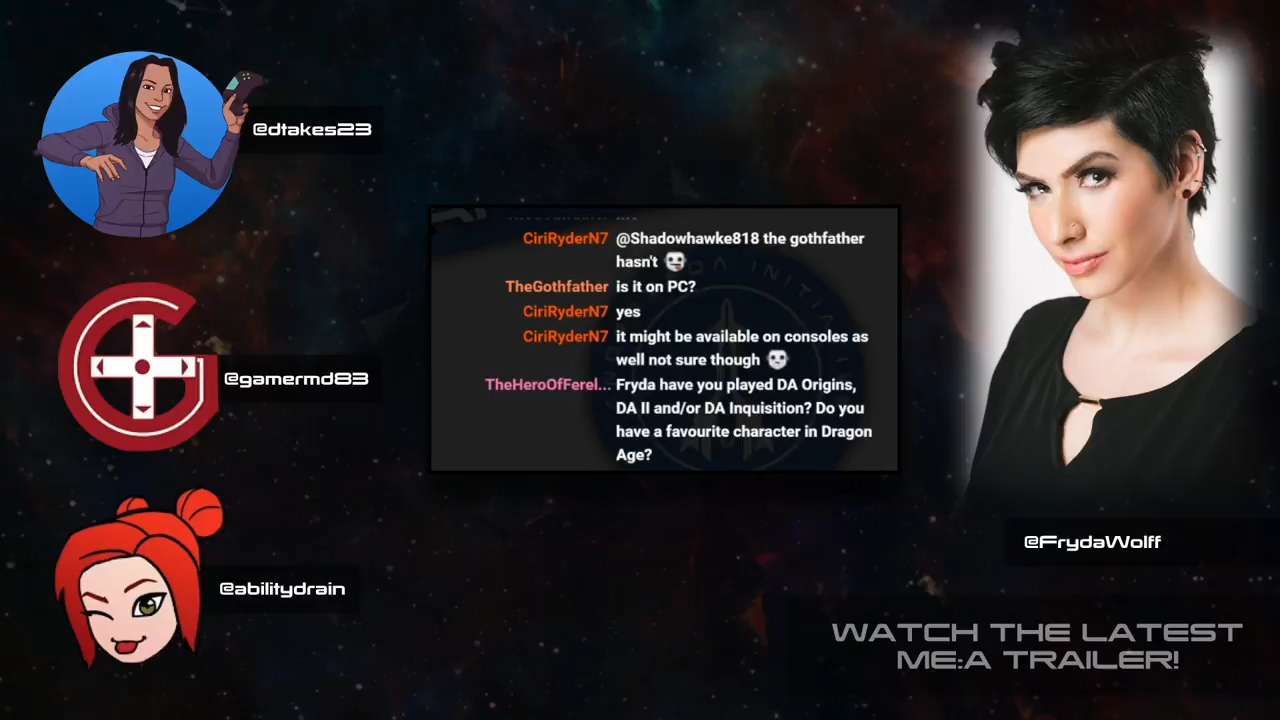 @dtakes23
@gamermd83
@abilitydrain
CiriRyderN7 @Shadowhawke818 the gothfather
hasn't
TheGothfather is it on PC?
CiriRyderN7 yes
CiriRyderN7 it might be available on consoles as
well not sure though
TheHeroOfFerel... Fryda have you played DA Origins,
DA II and/or DA Inquisition? Do you
have a favourite character in Dragon
Age?
@FrydaWolff
WATCH THE LATEST
ME:A TRAILER!